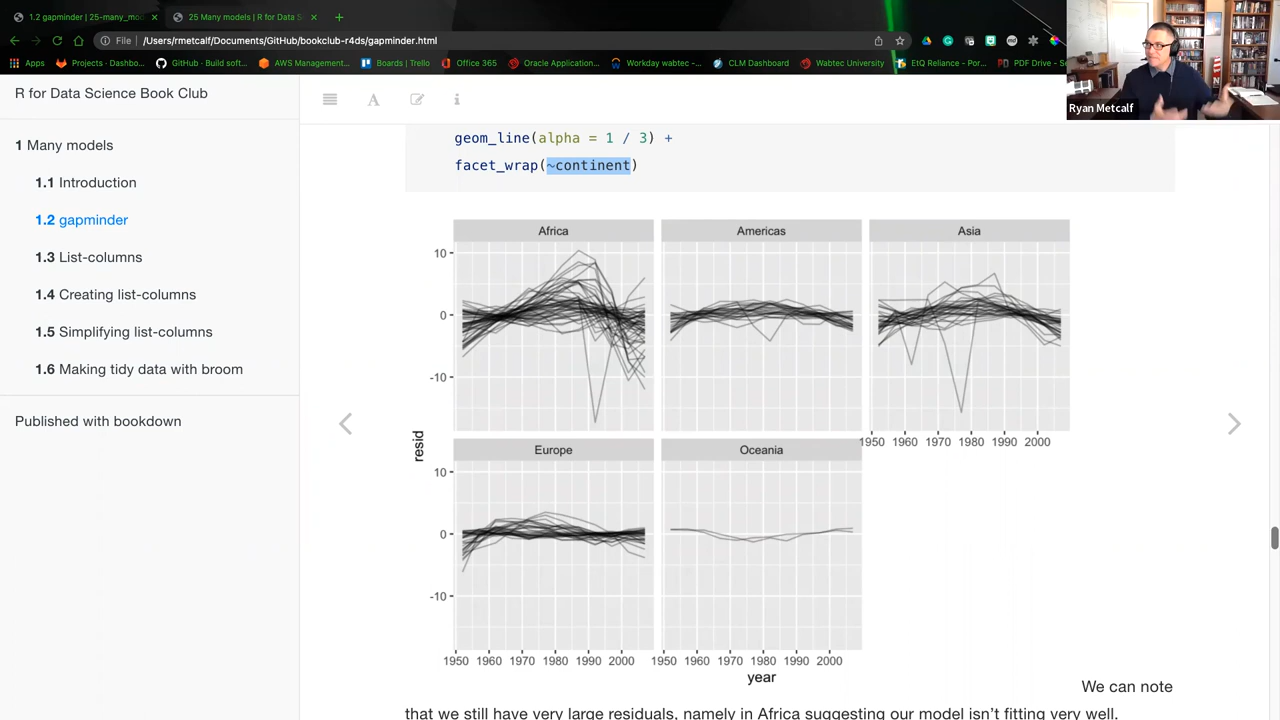 1.2 gapminder | 25-many_mod
25 Many models | R for Data S
File
/Users/rmetcalf/Documents/GitHub/bookclub-r4ds/gapminder.html
Apps
Projects - Dashbo...
GitHub · Build soft...
AWS Management...
Boards | Trello
Office 365
Oracle Application...
Workday wabtec -...
CLM Dashboard
Wabtec University
EtQ Reliance - Por...
PDF Drive - Se
Ryan Metcalf
R for Data Science Book Club
1 Many models
1.1 Introduction
1.2 gapminder
1.3 List-columns
1.4 Creating list-columns
1.5 Simplifying list-columns
1.6 Making tidy data with broom
Published with bookdown
geom_line(alpha = 1 / 3) +
facet_wrap(~continent)
Africa
Americas
Asia
10
0
-10
1950 1960 1970 1980 1990 2000
resid
Europe
Oceania
10
0
-10
1950 1960 1970 1980 1990 2000
1950 1960 1970 1980 1990 2000
year
We can note
that we still have very large residuals, namely in Africa suggesting our model isn't fitting very well.